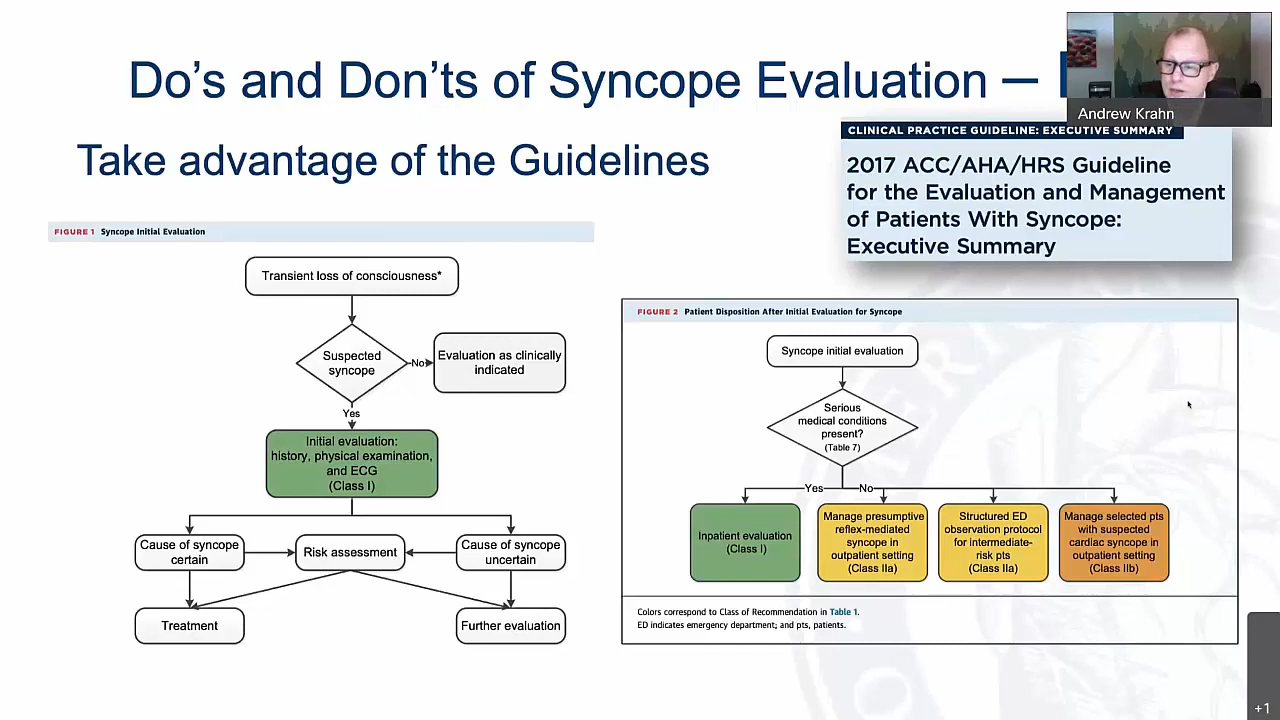 Do's and Don'ts of Syncope Evaluation –
Andrew Krahn
Take advantage of the Guidelines
CLINICAL PRACTICE GUIDELINE: EXECUTIVE SUMMARY
2017 ACC/AHA/HRS Guideline
for the Evaluation and Management
of Patients With Syncope:
Executive Summary
FIGURE 1 Syncope Initial Evaluation
Transient loss of consciousness*
Suspected
syncope
No
Evaluation as clinically
indicated
Yes
Initial evaluation:
history, physical examination,
and ECG
(Class I)
Cause of syncope
certain
Risk assessment
Cause of syncope
uncertain
Treatment
Further evaluation
FIGURE 2 Patient Disposition After Initial Evaluation for Syncope
Syncope initial evaluation
Serious
medical conditions
present?
(Table 7)
Yes
No
Inpatient evaluation
(Class I)
Manage presumptive
reflex-mediated
syncope in
outpatient setting
(Class IIa)
Structured ED
observation protocol
for intermediate-
risk pts
(Class IIa)
Manage selected pts
with suspected
cardiac syncope in
outpatient setting
(Class IIb)
Colors correspond to Class of Recommendation in Table 1.
ED indicates emergency department; and pts, patients.
+1